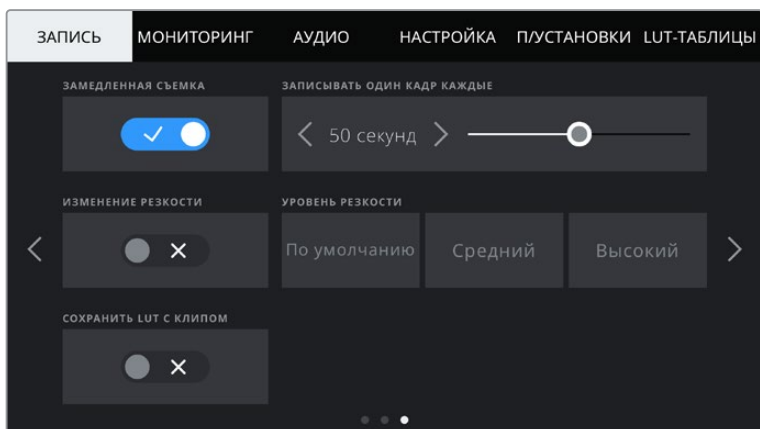 ЗАПИСЬ МОНИТОРИНГ АУДИО НАСТРОЙКА П/УСТАНОВКИ LUT-ТАБЛИЦЫ
ЗАМЕДЛЕННАЯ СЪЕМКА ЗАПИСЫВАТЬ ОДИН КАДР КАЖДЫЕ
50 секунд
ИЗМЕНЕНИЕ РЕЗКОСТИ УРОВЕНЬ РЕЗКОСТИ
По умолчанию Средний Высокий
СОХРАНИТЬ LUT С КЛИПОМ